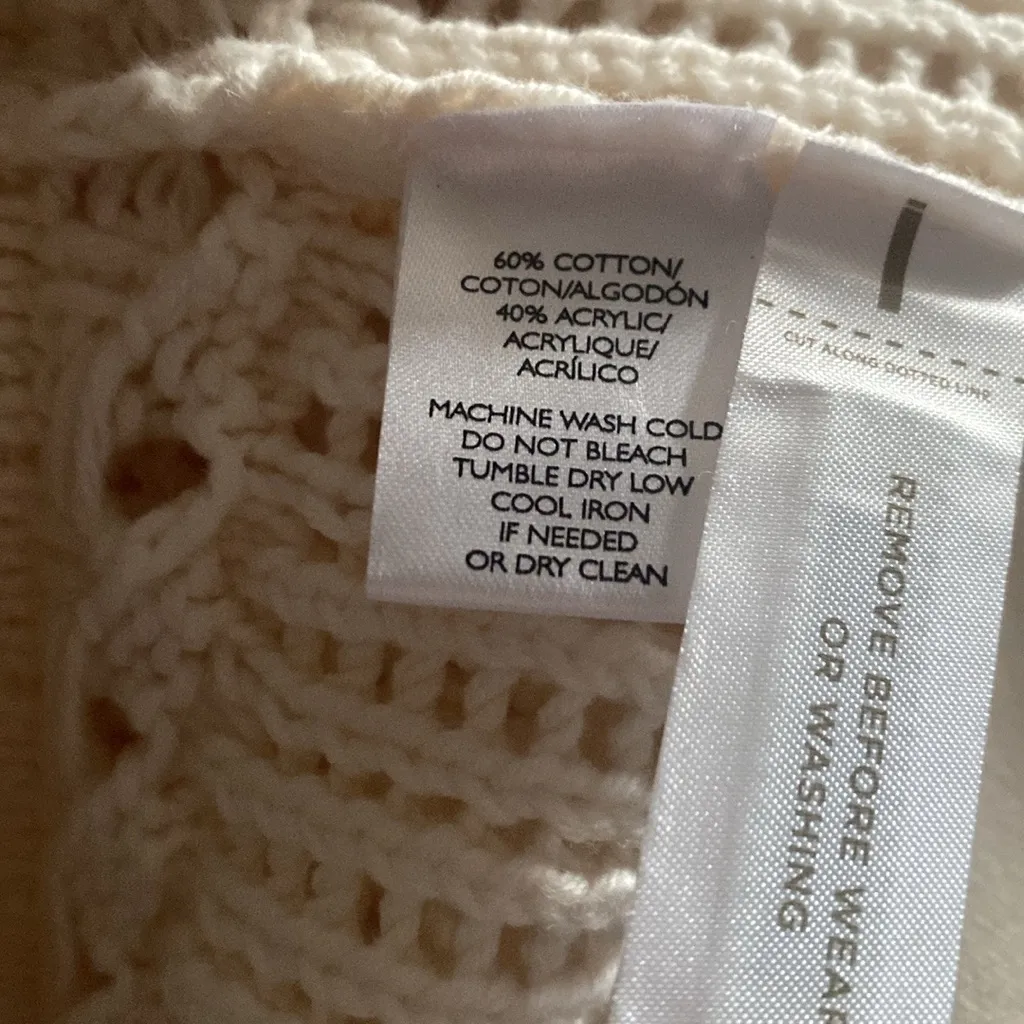 60% COTTON/
COTON/ALGODÓN
40% ACRYLIC/
ACRYLIQUE/
ACRÍLICO
MACHINE WASH COLD
DO NOT BLEACH
TUMBLE DRY LOW
COOL IRON
IF NEEDED
OR DRY CLEAN
CUT ALONG DOTTED LINE
REMOVE BEFORE WEAR
OR WASHING